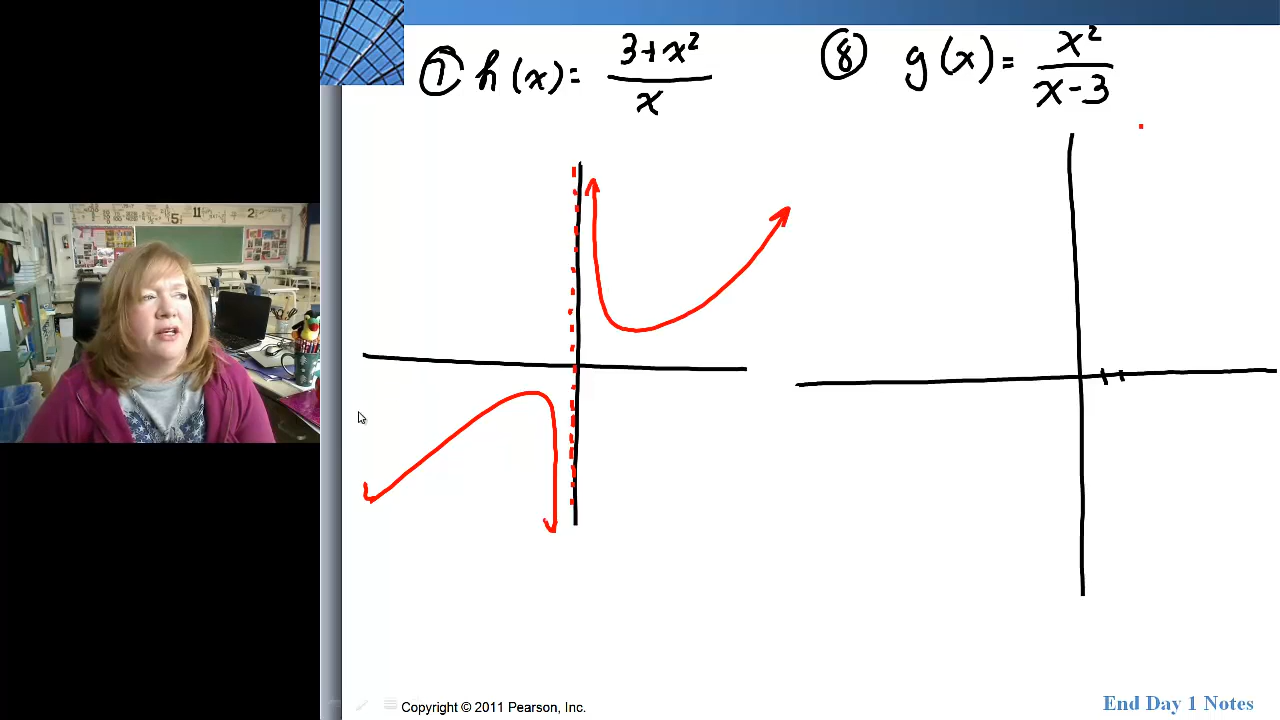 ⑦ h(x) = (3+x²)/x
⑧ g(x) = x²/(x-3)
Copyright © 2011 Pearson, Inc.
End Day 1 Notes